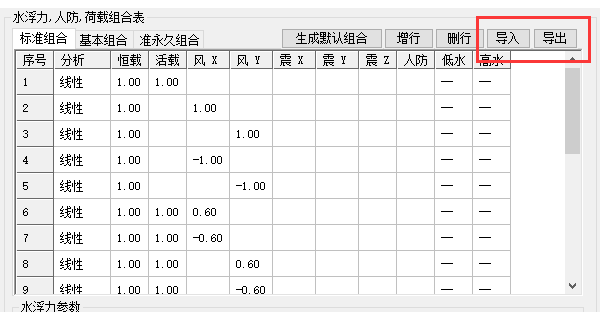 水浮力,人防,荷载组合表
标准组合 基本组合 准永久组合 生成默认组合 增行 删行 导入 导出
序号 分析 恒载 活载 风 X 风 Y 震 X 震 Y 震 Z 人防 低水 高水
1 线性 1.00 1.00 — —
2 线性 1.00 1.00 — —
3 线性 1.00 1.00 — —
4 线性 1.00 -1.00 — —
5 线性 1.00 -1.00 — —
6 线性 1.00 1.00 0.60 — —
7 线性 1.00 1.00 -0.60 — —
8 线性 1.00 1.00 0.60 — —
9 线性 1.00 1.00 -0.60 — —
水浮力参数